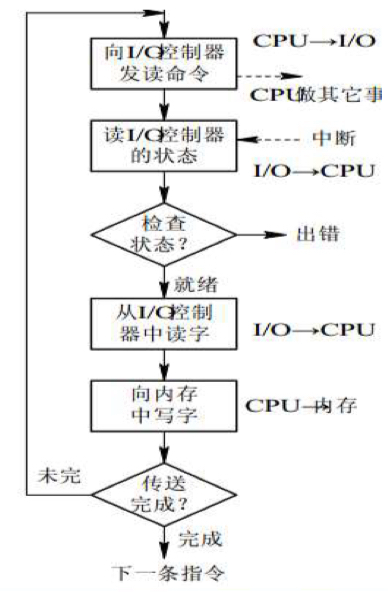 向I/O控制器
发读命令
CPU→I/O
CPU做其它事
读I/O控制器
的状态
中断
I/O→CPU
检查
状态？
出错
就绪
从I/O控制
器中读字
I/O→CPU
向内存
中写字
CPU→内存
未完
传送
完成？
完成
下一条指令